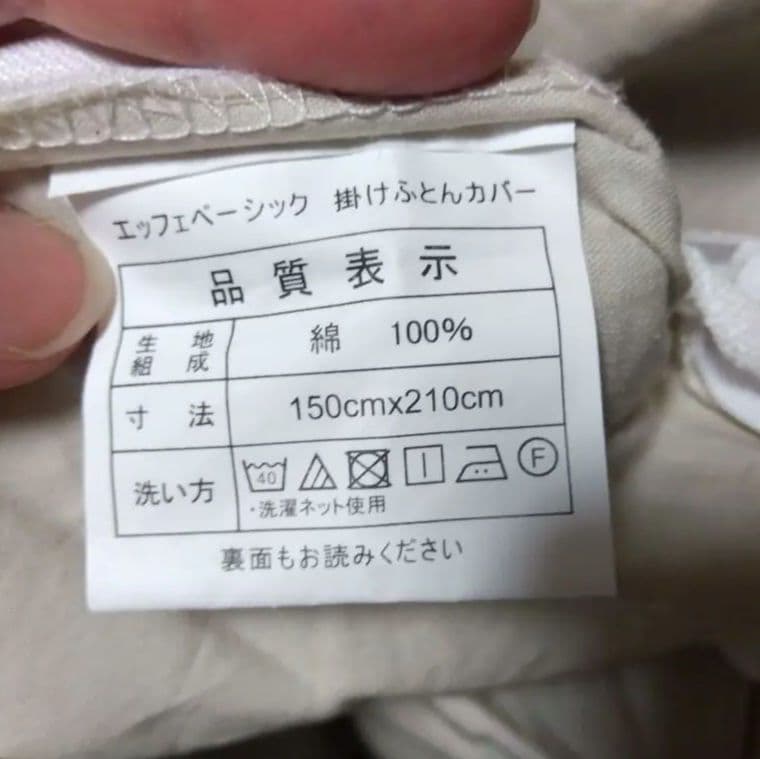 エッフェベーシック 掛けふとんカバー
品質表示
生地組成 綿 100%
寸法 150cmx210cm
洗い方 40 F
・洗濯ネット使用
裏面もお読みください